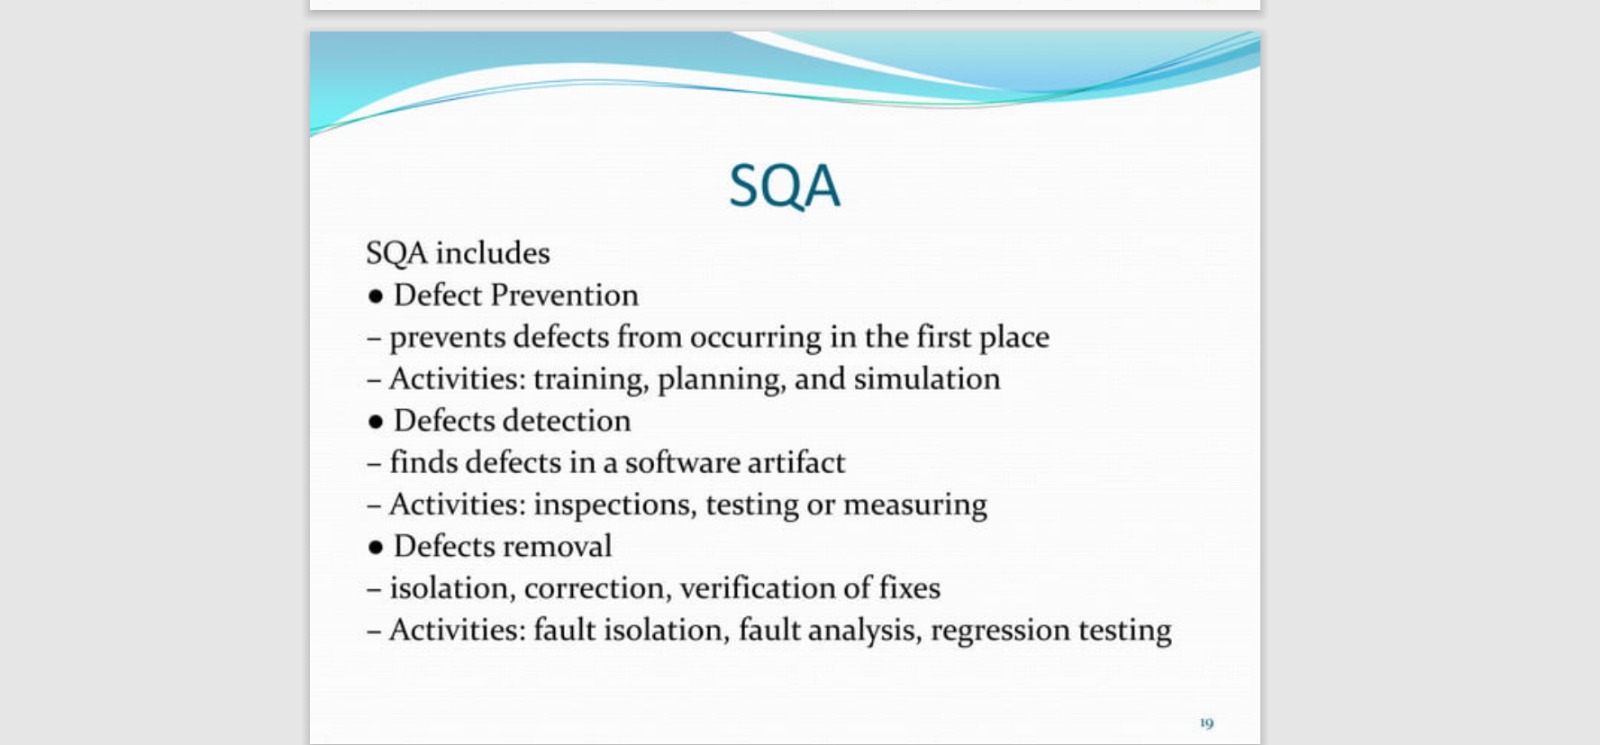 SQA
SQA includes
● Defect Prevention
– prevents defects from occurring in the first place
– Activities: training, planning, and simulation
● Defects detection
– finds defects in a software artifact
– Activities: inspections, testing or measuring
● Defects removal
– isolation, correction, verification of fixes
– Activities: fault isolation, fault analysis, regression testing
19